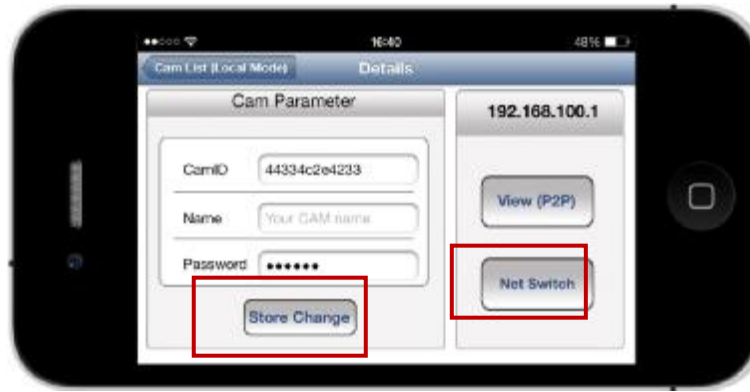 16:40
48%
Cam List (Local Mode)
Details
Cam Parameter
CamID
44334c2e4233
Name
Your CAM name
Password
●●●●●●
Store Change
192.168.100.1
View (P2P)
Net Switch